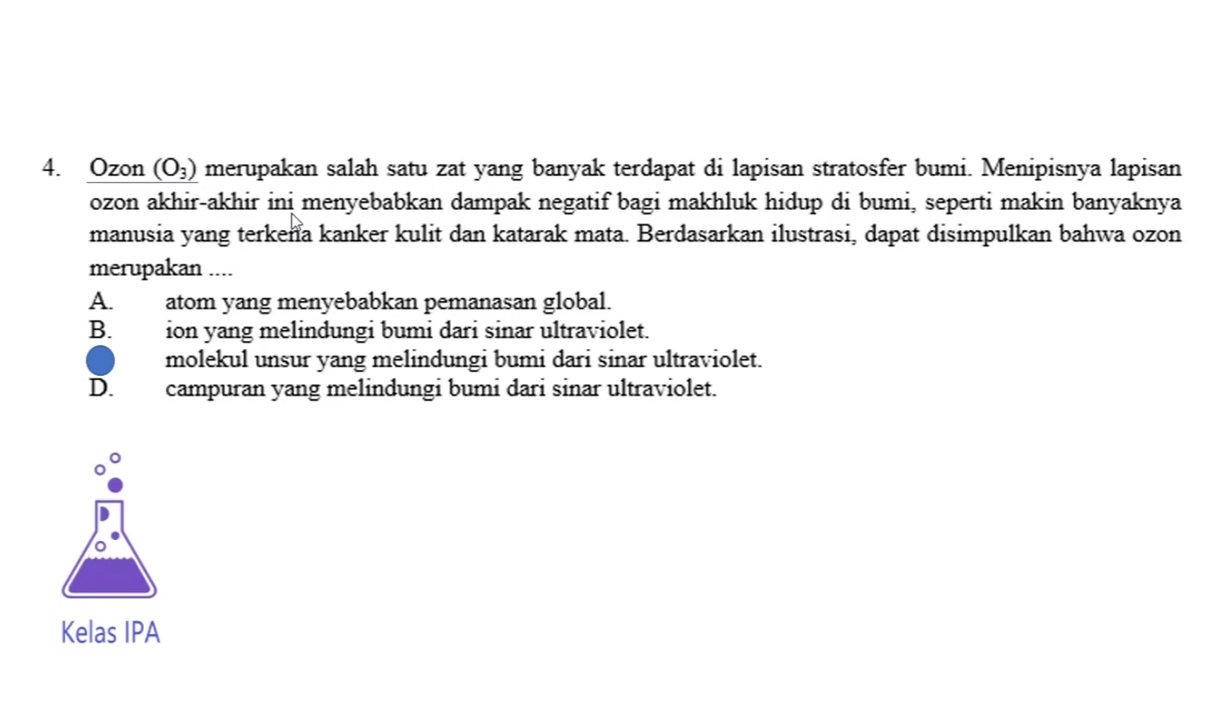 4. Ozon (O₃) merupakan salah satu zat yang banyak terdapat di lapisan stratosfer bumi. Menipisnya lapisan
ozon akhir-akhir ini menyebabkan dampak negatif bagi makhluk hidup di bumi, seperti makin banyaknya
manusia yang terkena kanker kulit dan katarak mata. Berdasarkan ilustrasi, dapat disimpulkan bahwa ozon
merupakan ....
A. atom yang menyebabkan pemanasan global.
B. ion yang melindungi bumi dari sinar ultraviolet.
molekul unsur yang melindungi bumi dari sinar ultraviolet.
D. campuran yang melindungi bumi dari sinar ultraviolet.
Kelas IPA